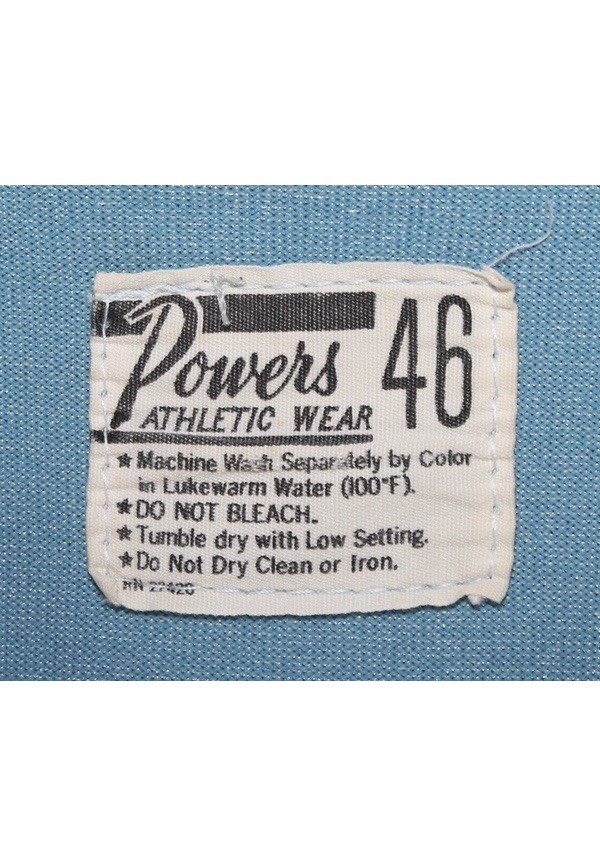 Powers 46
ATHLETIC WEAR
* Machine Wash Separately by Color
in Lukewarm Water (100°F).
* DO NOT BLEACH.
* Tumble dry with Low Setting.
* Do Not Dry Clean or Iron.
RN